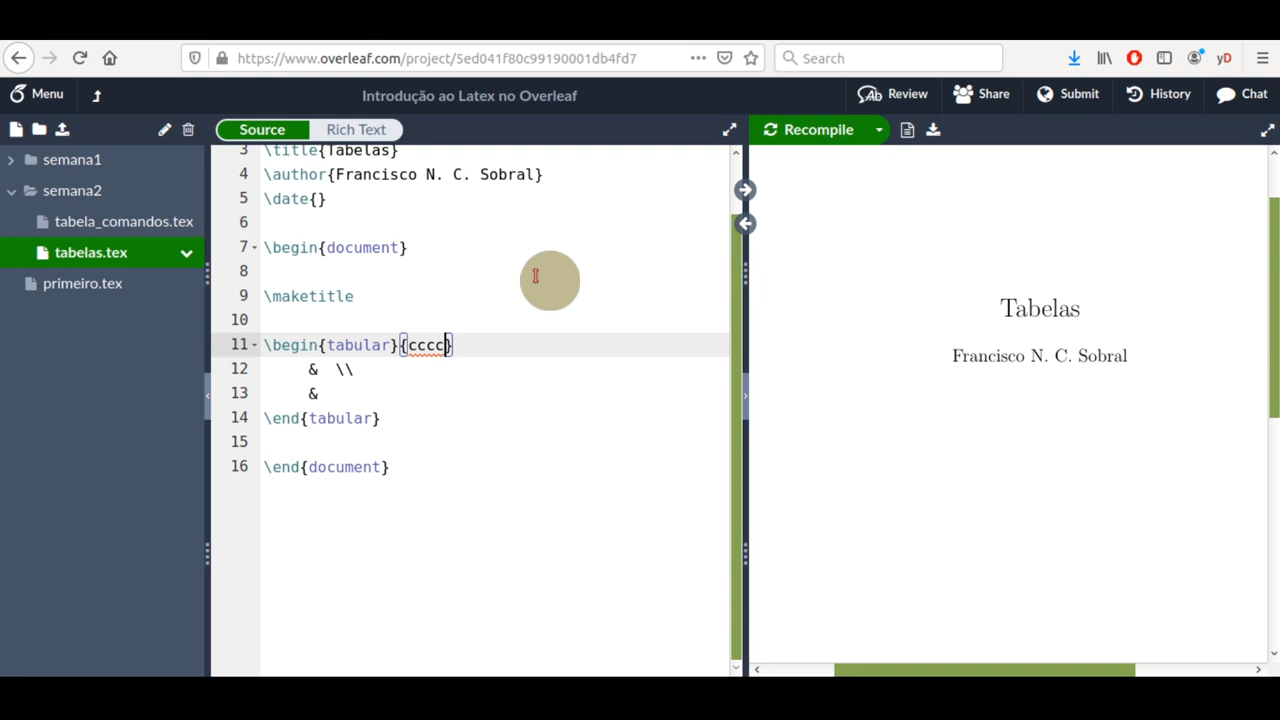 https://www.overleaf.com/project/5ed041f80c99190001db4fd7
Search
yD
Menu
Introdução ao Latex no Overleaf
Review
Share
Submit
History
Chat
Source
Rich Text
Recompile
semana1
semana2
tabela_comandos.tex
tabelas.tex
primeiro.tex
3 \title{Tabelas}
4 \author{Francisco N. C. Sobral}
5 \date{}
6
7 \begin{document}
8
9 \maketitle
10
11 \begin{tabular}{cccc}
12 & \\
13 &
14 \end{tabular}
15
16 \end{document}
Tabelas
Francisco N. C. Sobral